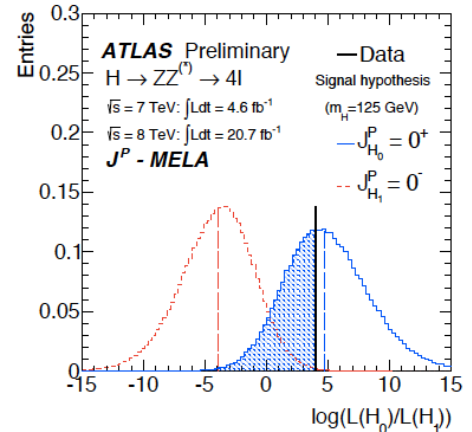 Entries
0.3
0.25
0.2
0.15
0.1
0.05
0
ATLAS Preliminary
H → ZZ(*) → 4l
√s = 7 TeV: ∫Ldt = 4.6 fb-1
√s = 8 TeV: ∫Ldt = 20.7 fb-1
JP - MELA
Data
Signal hypothesis
(mH=125 GeV)
JPH0 = 0+
JPH1 = 0-
-15 -10 -5 0 5 10 15
log(L(H0)/L(H1))